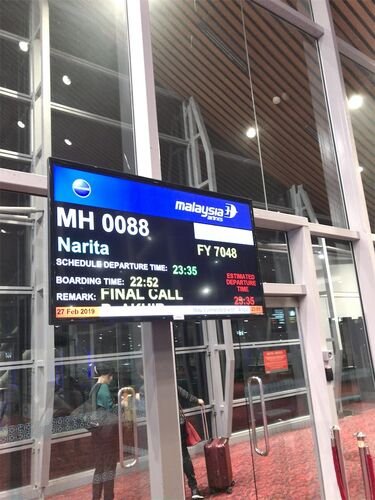 malaysia
airlines
MH 0088
Narita
FY 7048
SCHEDULE DEPARTURE TIME: 23:35
ESTIMATED
DEPARTURE
TIME
BOARDING TIME: 22:52
REMARK: FINAL CALL
23:35
27 Feb 2019